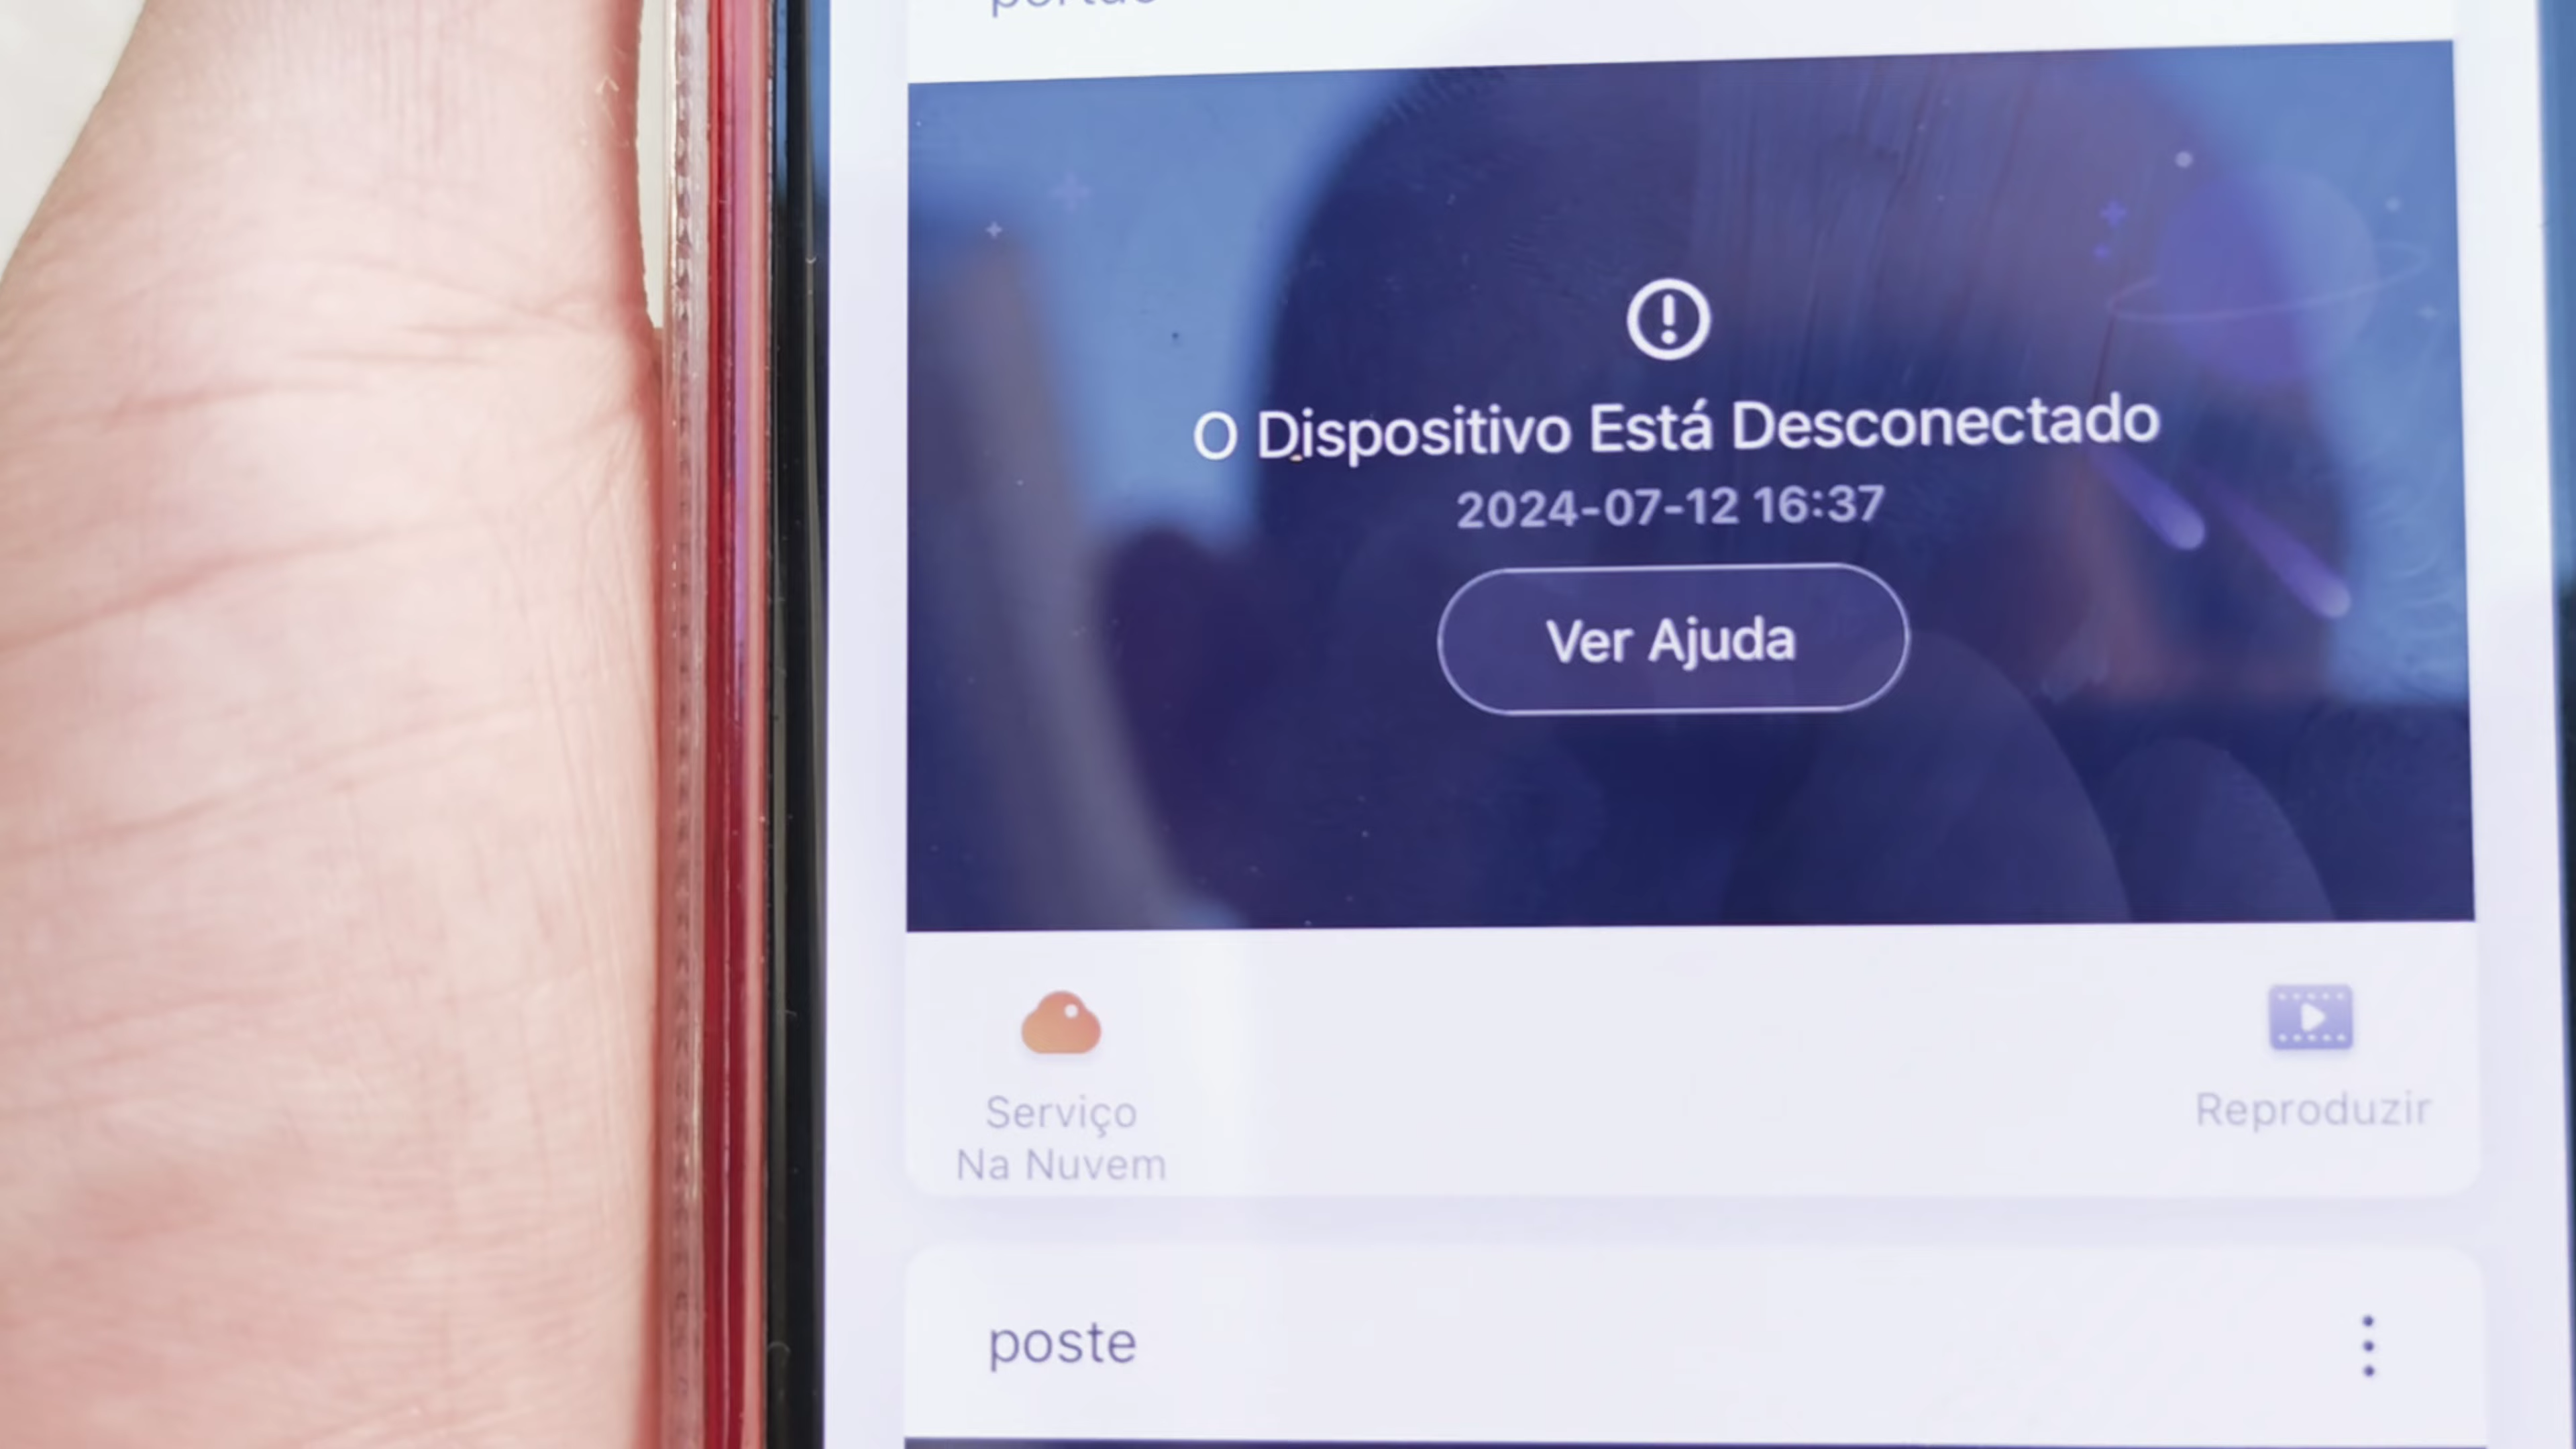 O Dispositivo Está Desconectado
2024-07-12 16:37
Ver Ajuda
Serviço
Na Nuvem
Reproduzir
poste